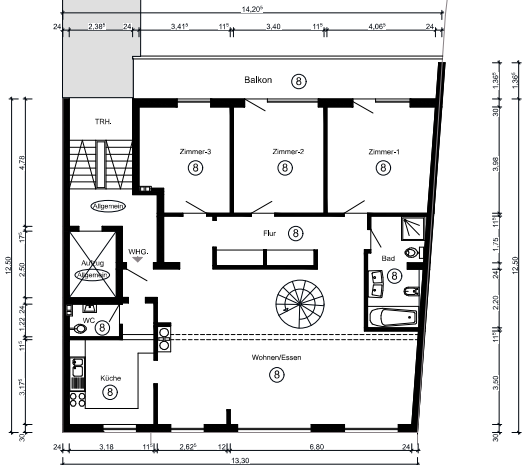 14,20⁵
24 2,38⁵ 24 3,41⁵ 11⁵ 3,40 11⁵ 4,06⁵ 24
Balkon 8
1,36⁵ 1,36⁵
30
TRH.
4,78
Zimmer-3 Zimmer-2 Zimmer-1
8 8 8
3,98
Allgemein
11⁵
17⁵
Flur 8
WHG.
Aufzug
Allgemein
2,50
12,50
Bad
8
1,75
12,50
24
24
WC 8
1,22
2,20
11⁵
11⁵
Wohnen/Essen
8
Küche
8
3,17⁵
3,50
30
30
24 3,18 11⁵ 2,62⁵ 12 6,80 24
13,30